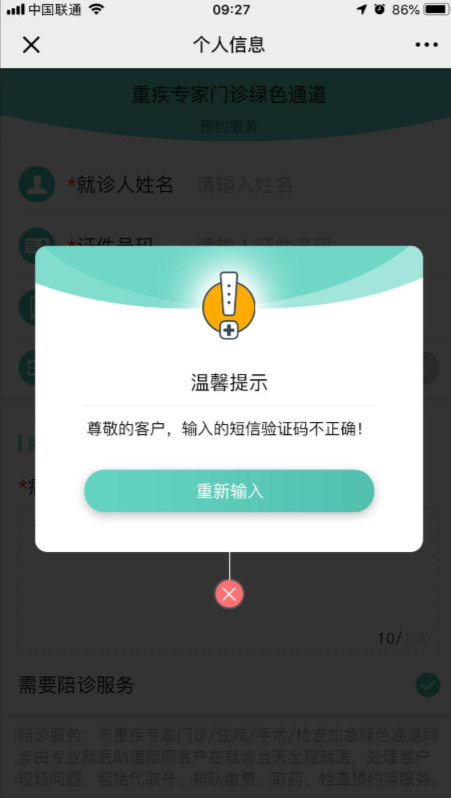 中国联通
09:27
86%
个人信息
重疾专家门诊绿色通道
预约服务
*就诊人姓名 请输入姓名
*证件号码 请输入证件号码
温馨提示
尊敬的客户，输入的短信验证码不正确！
重新输入
*
10/100
需要陪诊服务
陪诊服务：与重疾专家门诊/住院/手术/检查加急绿色通道同
步由专业就医助理陪同客户在就诊当天全程就医，处理客户
现场问题，包括代取号、排队缴费、取药、检查预约等服务。